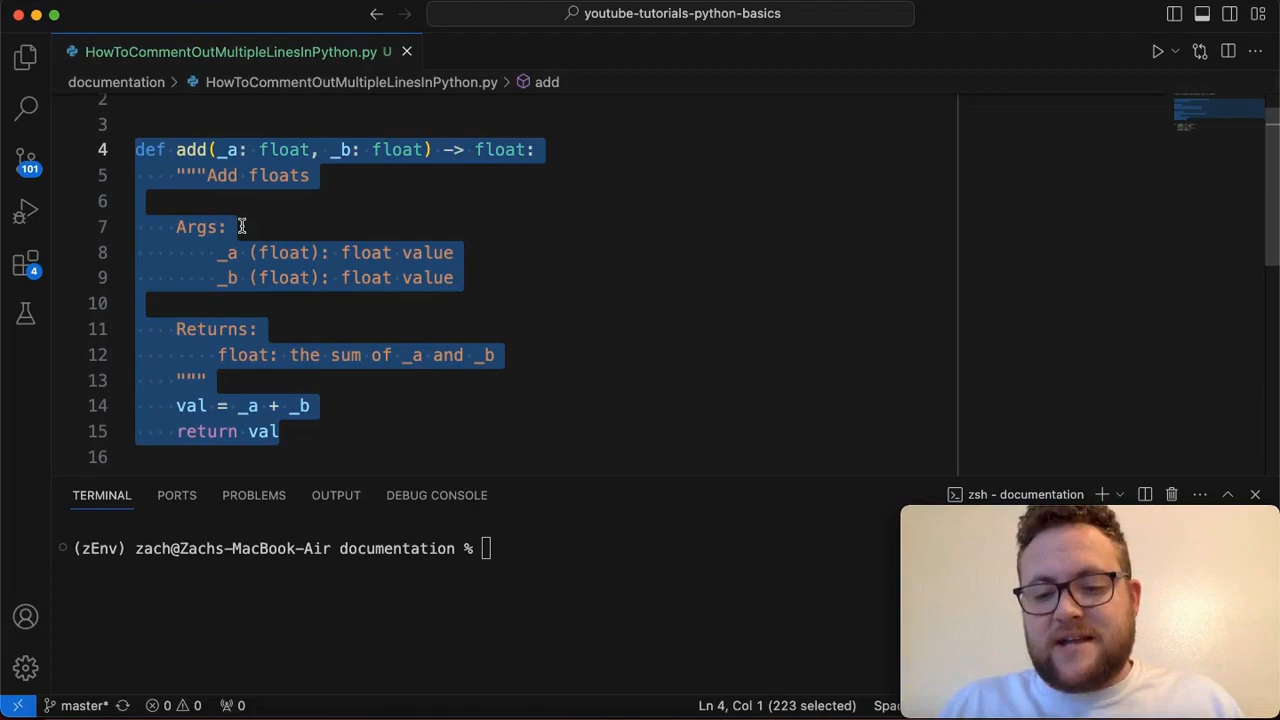 youtube-tutorials-python-basics
HowToCommentOutMultipleLinesInPython.py U
documentation > HowToCommentOutMultipleLinesInPython.py > add
2
3
4 def add(_a: float, _b: float) -> float:
5 """Add floats
6
7 Args:
8 _a (float): float value
9 _b (float): float value
10
11 Returns:
12 float: the sum of _a and _b
13 """
14 val = _a + _b
15 return val
16
101
4
TERMINAL PORTS PROBLEMS OUTPUT DEBUG CONSOLE zsh - documentation
(zEnv) zach@Zachs-MacBook-Air documentation %
master* 0 0 0 Ln 4, Col 1 (223 selected) Spac